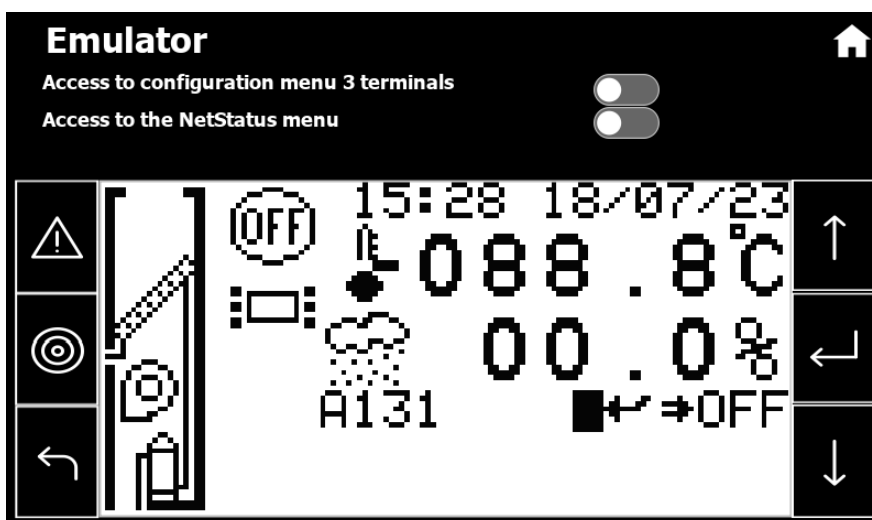 Emulator
Access to configuration menu 3 terminals
Access to the NetStatus menu
OFF 15:28 18/07/23
088.8°C
00.0%
A131 OFF